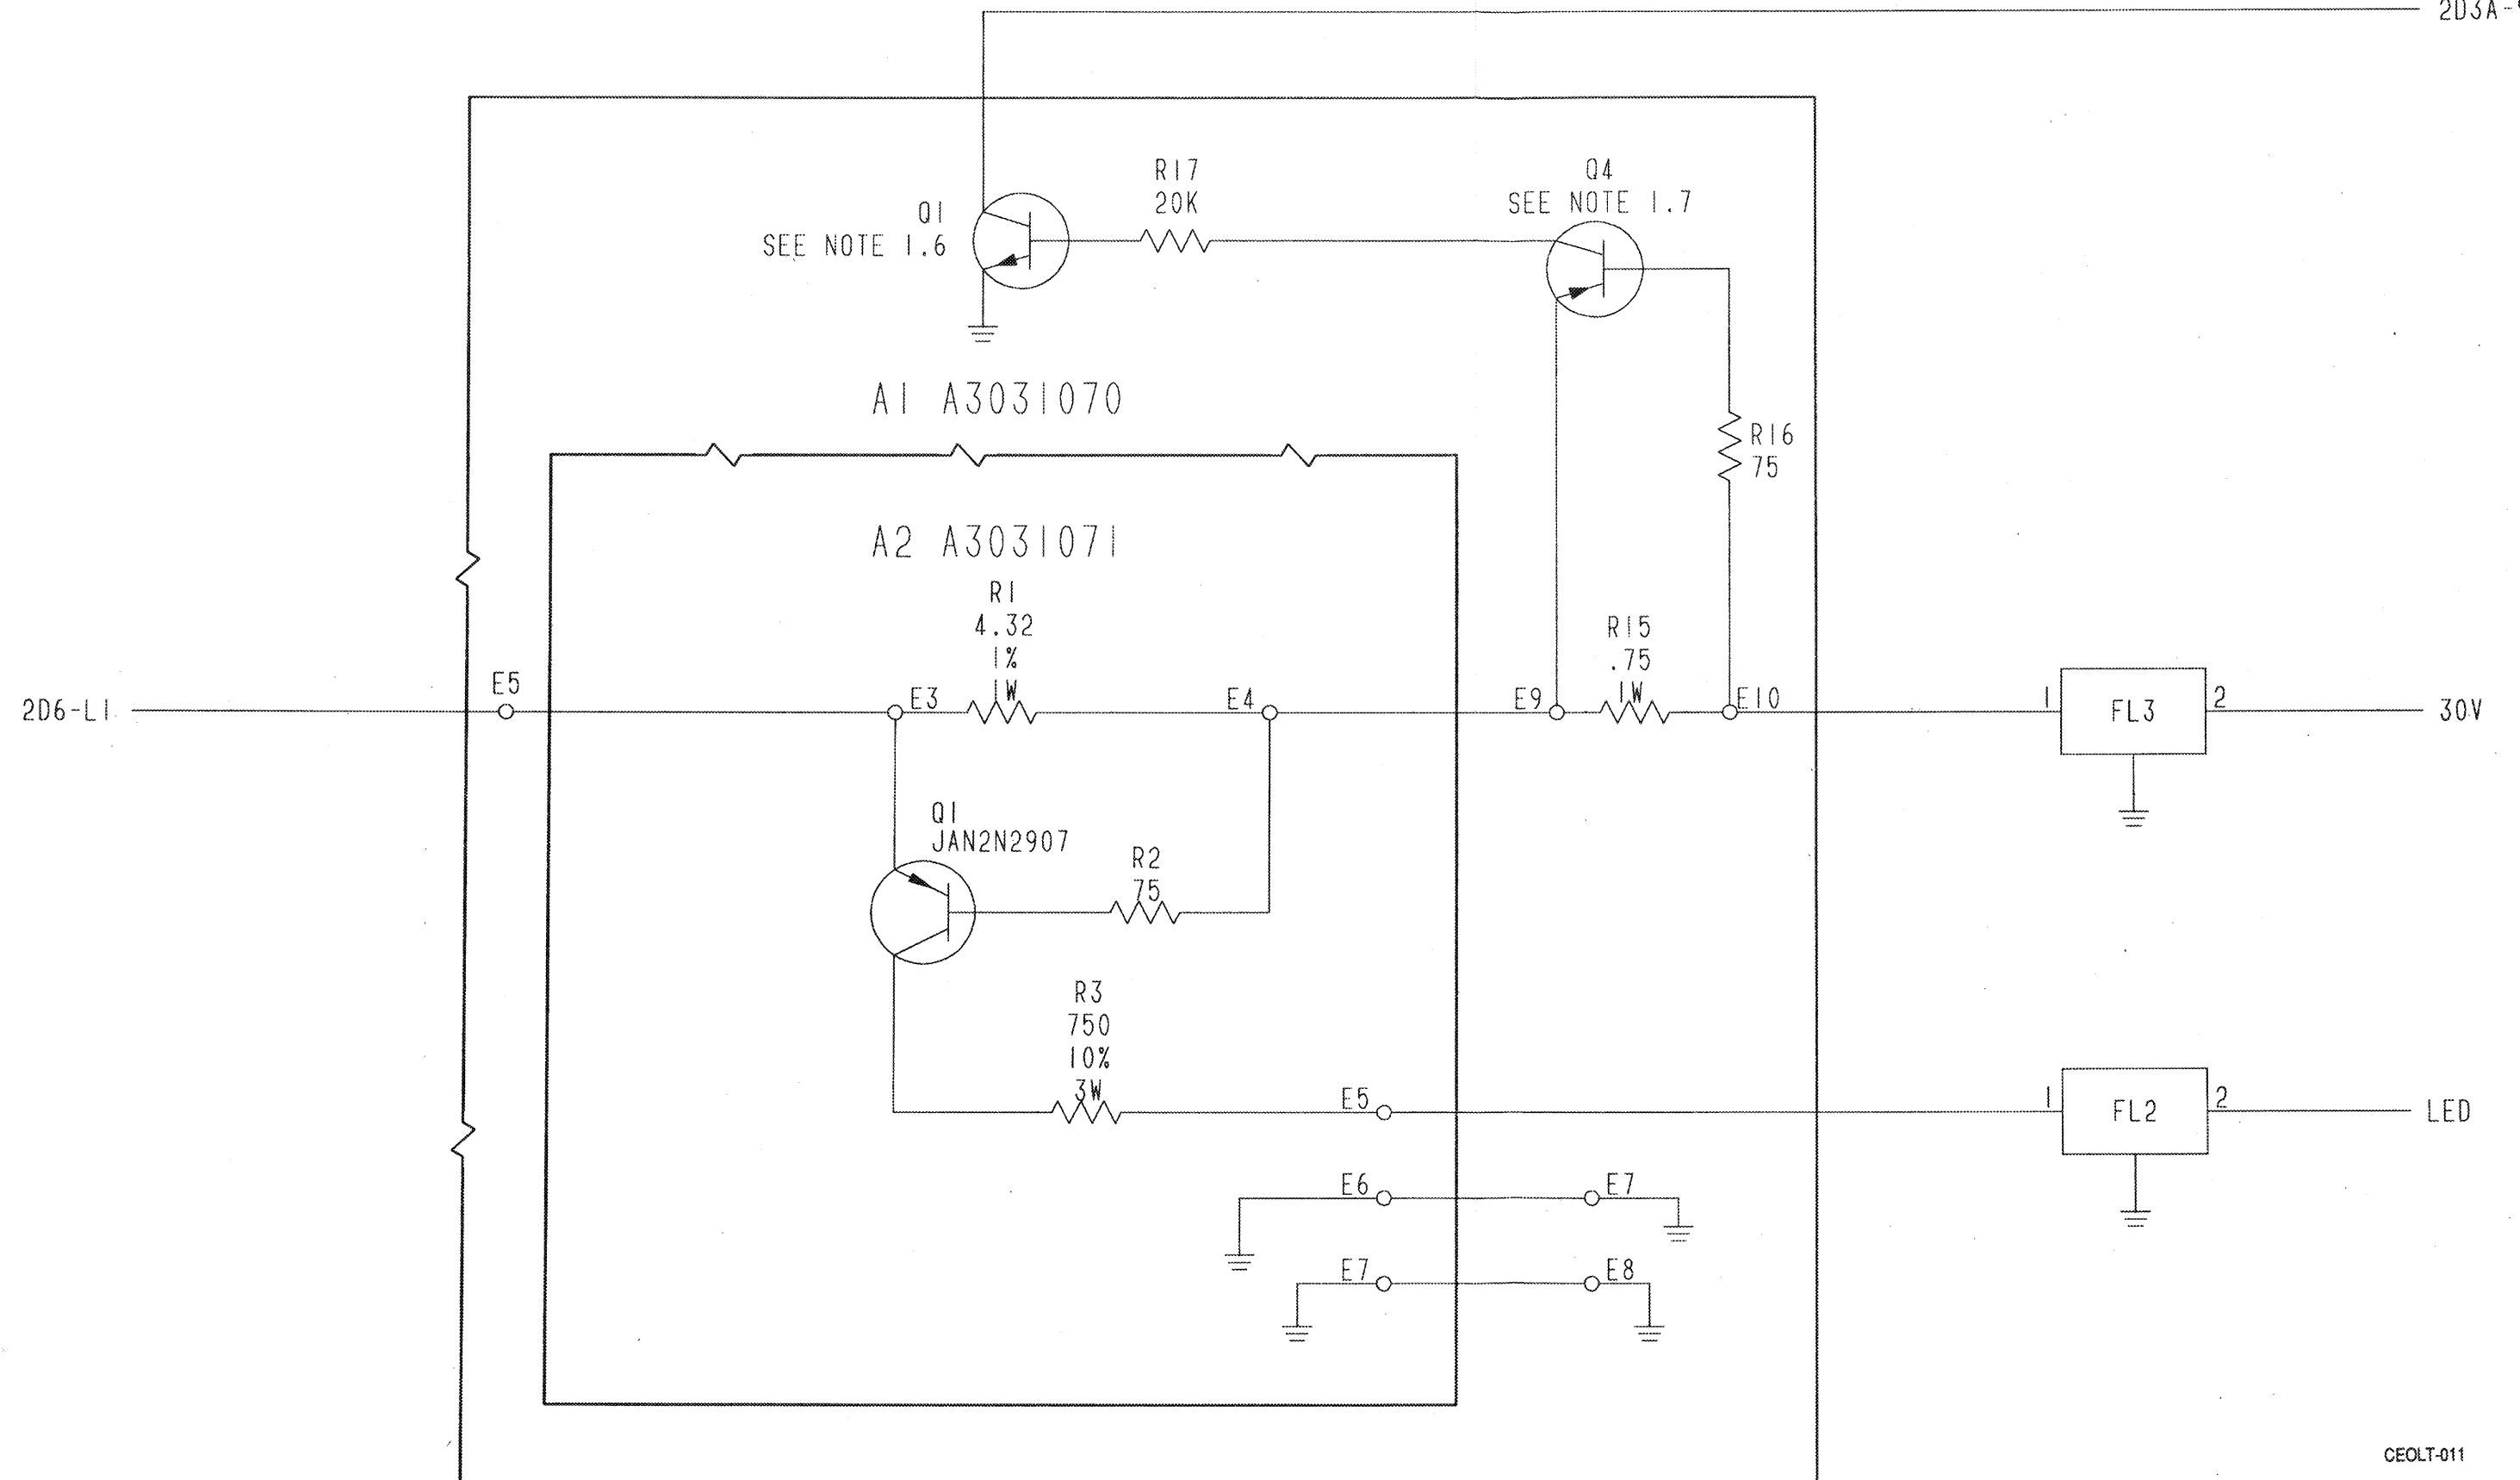 2D3A-
R17
20K
Q4
SEE NOTE 1.7
Q1
SEE NOTE 1.6
A1 A3031070
R16
75
A2 A3031071
R1
4.32
1%
1W
R15
.75
1W
E5
E3
E4
E9
E10
2D6-L1
1
FL3
2
30V
Q1
JAN2N2907
R2
75
R3
750
10%
3W
E5
1
FL2
2
LED
E6
E7
E7
E8
CEOLT-011